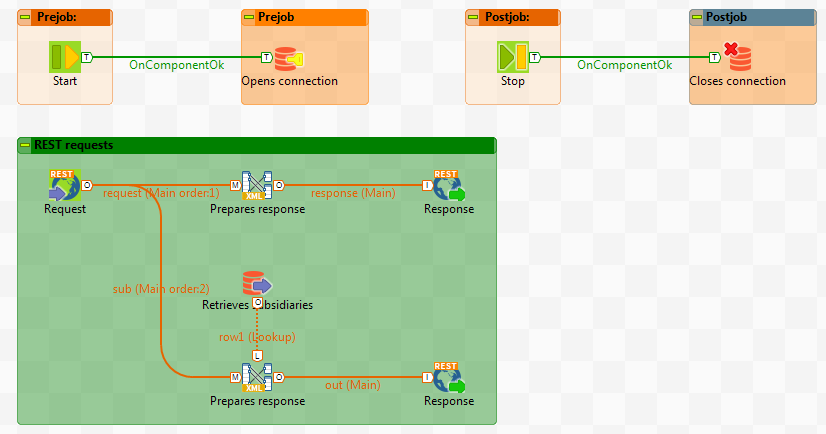 Prejob:
Prejob
Postjob:
Postjob
T
OnComponentOk
T
T
OnComponentOk
T
Start
Opens connection
Stop
Closes connection
REST requests
REST
O
request (Main order:1)
M
XML
O
response (Main)
I
REST
Request
Prepares response
Response
sub (Main order:2)
Retrieves subsidiaries
O
row1 (Lookup)
L
M
XML
O
out (Main)
I
REST
Prepares response
Response